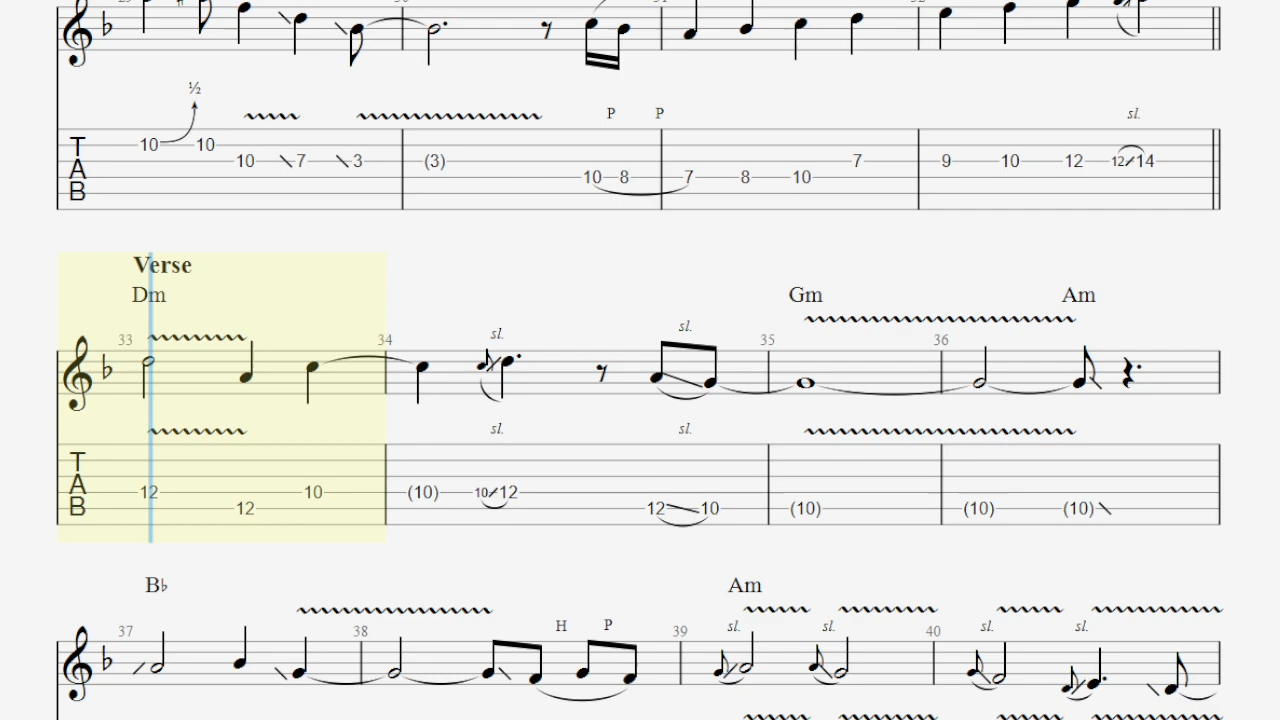 ½
P P sl.
10 10
T 10 7 3 (3) 7 9 10 12 12 14
A 10 8 7 8 10
B
Verse
Dm Gm Am
33 34 35 36
sl. sl.
sl. sl.
T
A 12 10 (10) 10 12
B 12 12 10 (10) (10) (10)
B♭ Am
37 38 39 40
H P sl. sl. sl. sl.